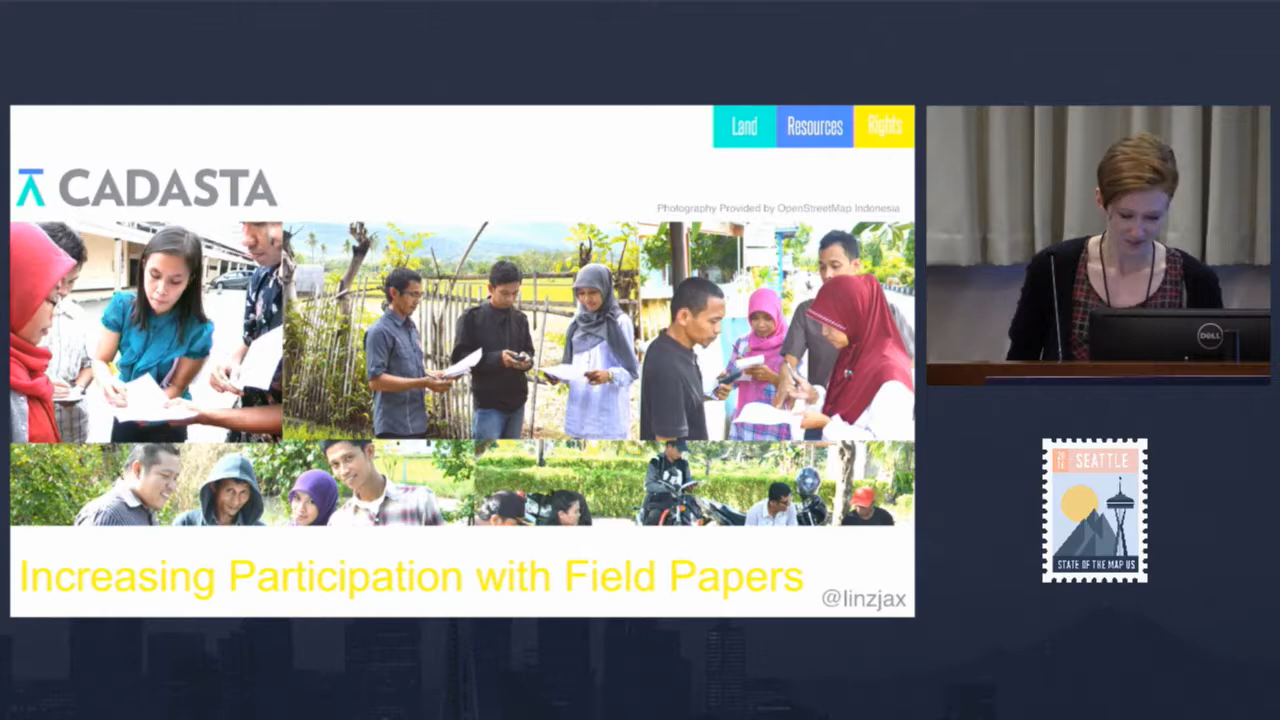 Land Resources Rights
CADASTA
Photography Provided by OpenStreetMap Indonesia
Increasing Participation with Field Papers
@linzjax
DELL
2016 SEATTLE
STATE OF THE MAP US